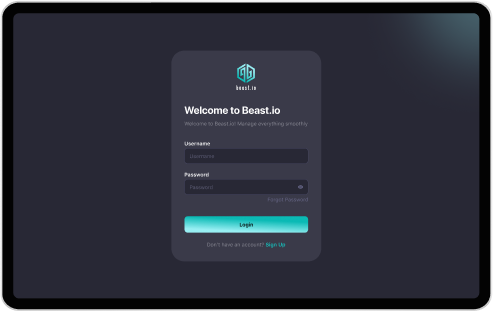 beast.io
Welcome to Beast.io
Welcome to Beast.io! Manage everything smoothly
Username
Username
Password
Password
Forgot Password
Login
Don't have an account? Sign Up